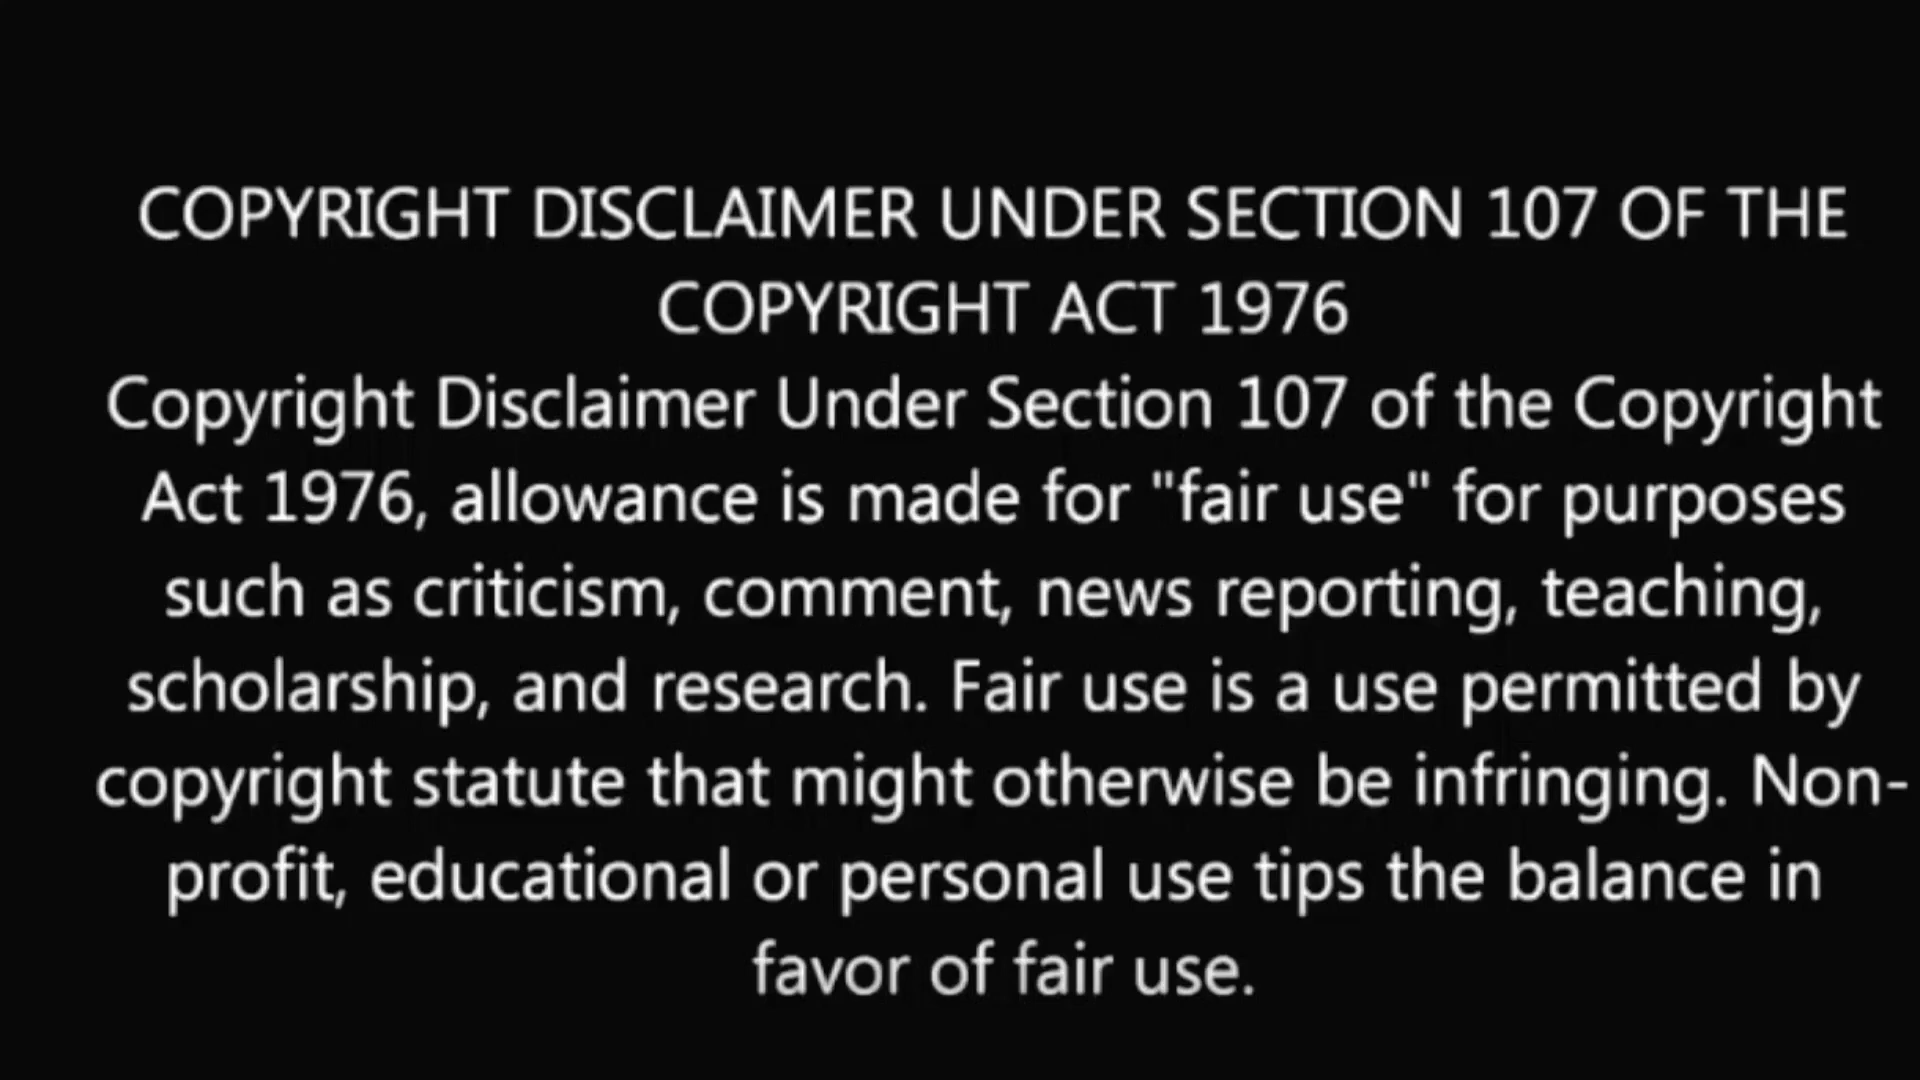 COPYRIGHT DISCLAIMER UNDER SECTION 107 OF THE
COPYRIGHT ACT 1976
Copyright Disclaimer Under Section 107 of the Copyright
Act 1976, allowance is made for "fair use" for purposes
such as criticism, comment, news reporting, teaching,
scholarship, and research. Fair use is a use permitted by
copyright statute that might otherwise be infringing. Non-
profit, educational or personal use tips the balance in
favor of fair use.